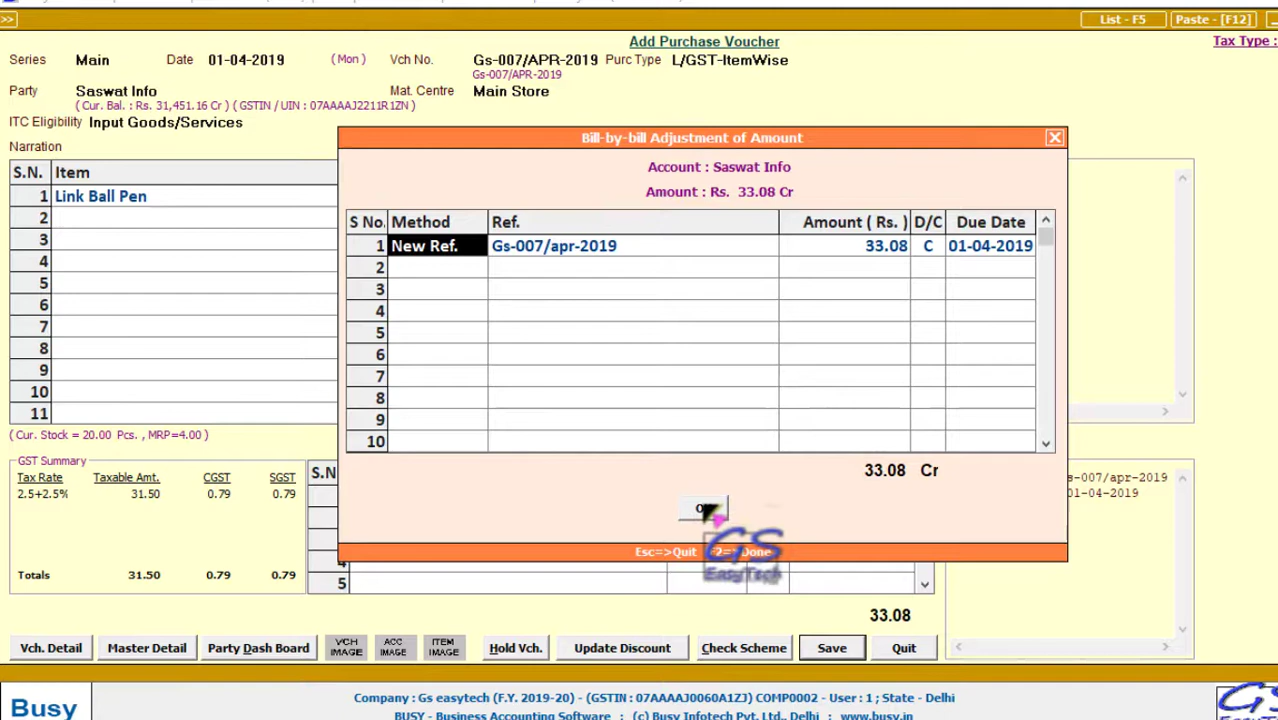 >>
List - F5
Paste - [F12]
Add Purchase Voucher
Tax Type :
Series Main Date 01-04-2019 ( Mon ) Vch No. Gs-007/APR-2019 Purc Type L/GST-ItemWise
Gs-007/APR-2019
Party Saswat Info Mat. Centre Main Store
( Cur. Bal. : Rs. 31,451.16 Cr ) ( GSTIN / UIN : 07AAAAJ2211R1ZN )
ITC Eligibility Input Goods/Services
Narration
S.N. Item
1 Link Ball Pen
2
3
4
5
6
7
8
9
10
11
( Cur. Stock = 20.00 Pcs. , MRP=4.00 )
Bill-by-bill Adjustment of Amount
Account : Saswat Info
Amount : Rs. 33.08 Cr
S No. Method Ref. Amount ( Rs. ) D/C Due Date
1 New Ref. Gs-007/apr-2019 33.08 C 01-04-2019
2
3
4
5
6
7
8
9
10
33.08 Cr
Esc=>Quit F2=>Done
GS
EasyTech
GST Summary
Tax Rate Taxable Amt. CGST SGST
2.5+2.5% 31.50 0.79 0.79
Totals 31.50 0.79 0.79
S.N
4
5
s-007/apr-2019
01-04-2019
33.08
Vch. Detail
Master Detail
Party Dash Board
VCH IMAGE
ACC IMAGE
ITEM IMAGE
Hold Vch.
Update Discount
Check Scheme
Save
Quit
Busy
Company : Gs easytech (F.Y. 2019-20) - (GSTIN : 07AAAAJ0060A1ZJ) COMP0002 - User : 1 ; State - Delhi
BUSY - Business Accounting Software : (c) Busy Infotech Pvt. Ltd., Delhi : www.busy.in
GS